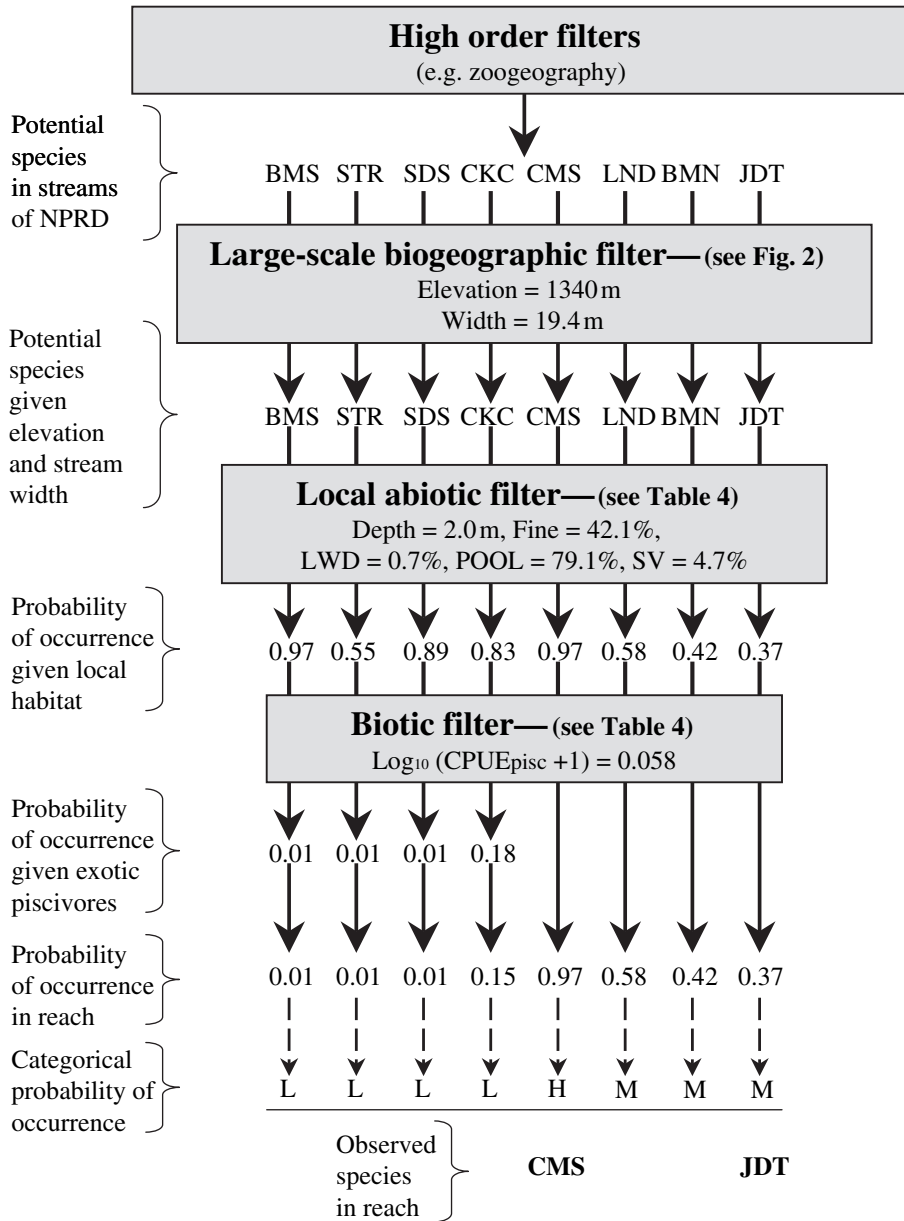 High order filters
(e.g. zoogeography)
Potential
species
in streams
of NPRD
BMS STR SDS CKC CMS LND BMN JDT
Large-scale biogeographic filter—(see Fig. 2)
Elevation = 1340 m
Width = 19.4 m
Potential
species
given
elevation
and stream
width
BMS STR SDS CKC CMS LND BMN JDT
Local abiotic filter—(see Table 4)
Depth = 2.0 m, Fine = 42.1%,
LWD = 0.7%, POOL = 79.1%, SV = 4.7%
Probability
of occurrence
given local
habitat
0.97 0.55 0.89 0.83 0.97 0.58 0.42 0.37
Biotic filter—(see Table 4)
Log₁₀ (CPUEpisc +1) = 0.058
Probability
of occurrence
given exotic
piscivores
0.01 0.01 0.01 0.18
Probability
of occurrence
in reach
0.01 0.01 0.01 0.15 0.97 0.58 0.42 0.37
Categorical
probability of
occurrence
L L L L H M M M
Observed
species
in reach
CMS JDT